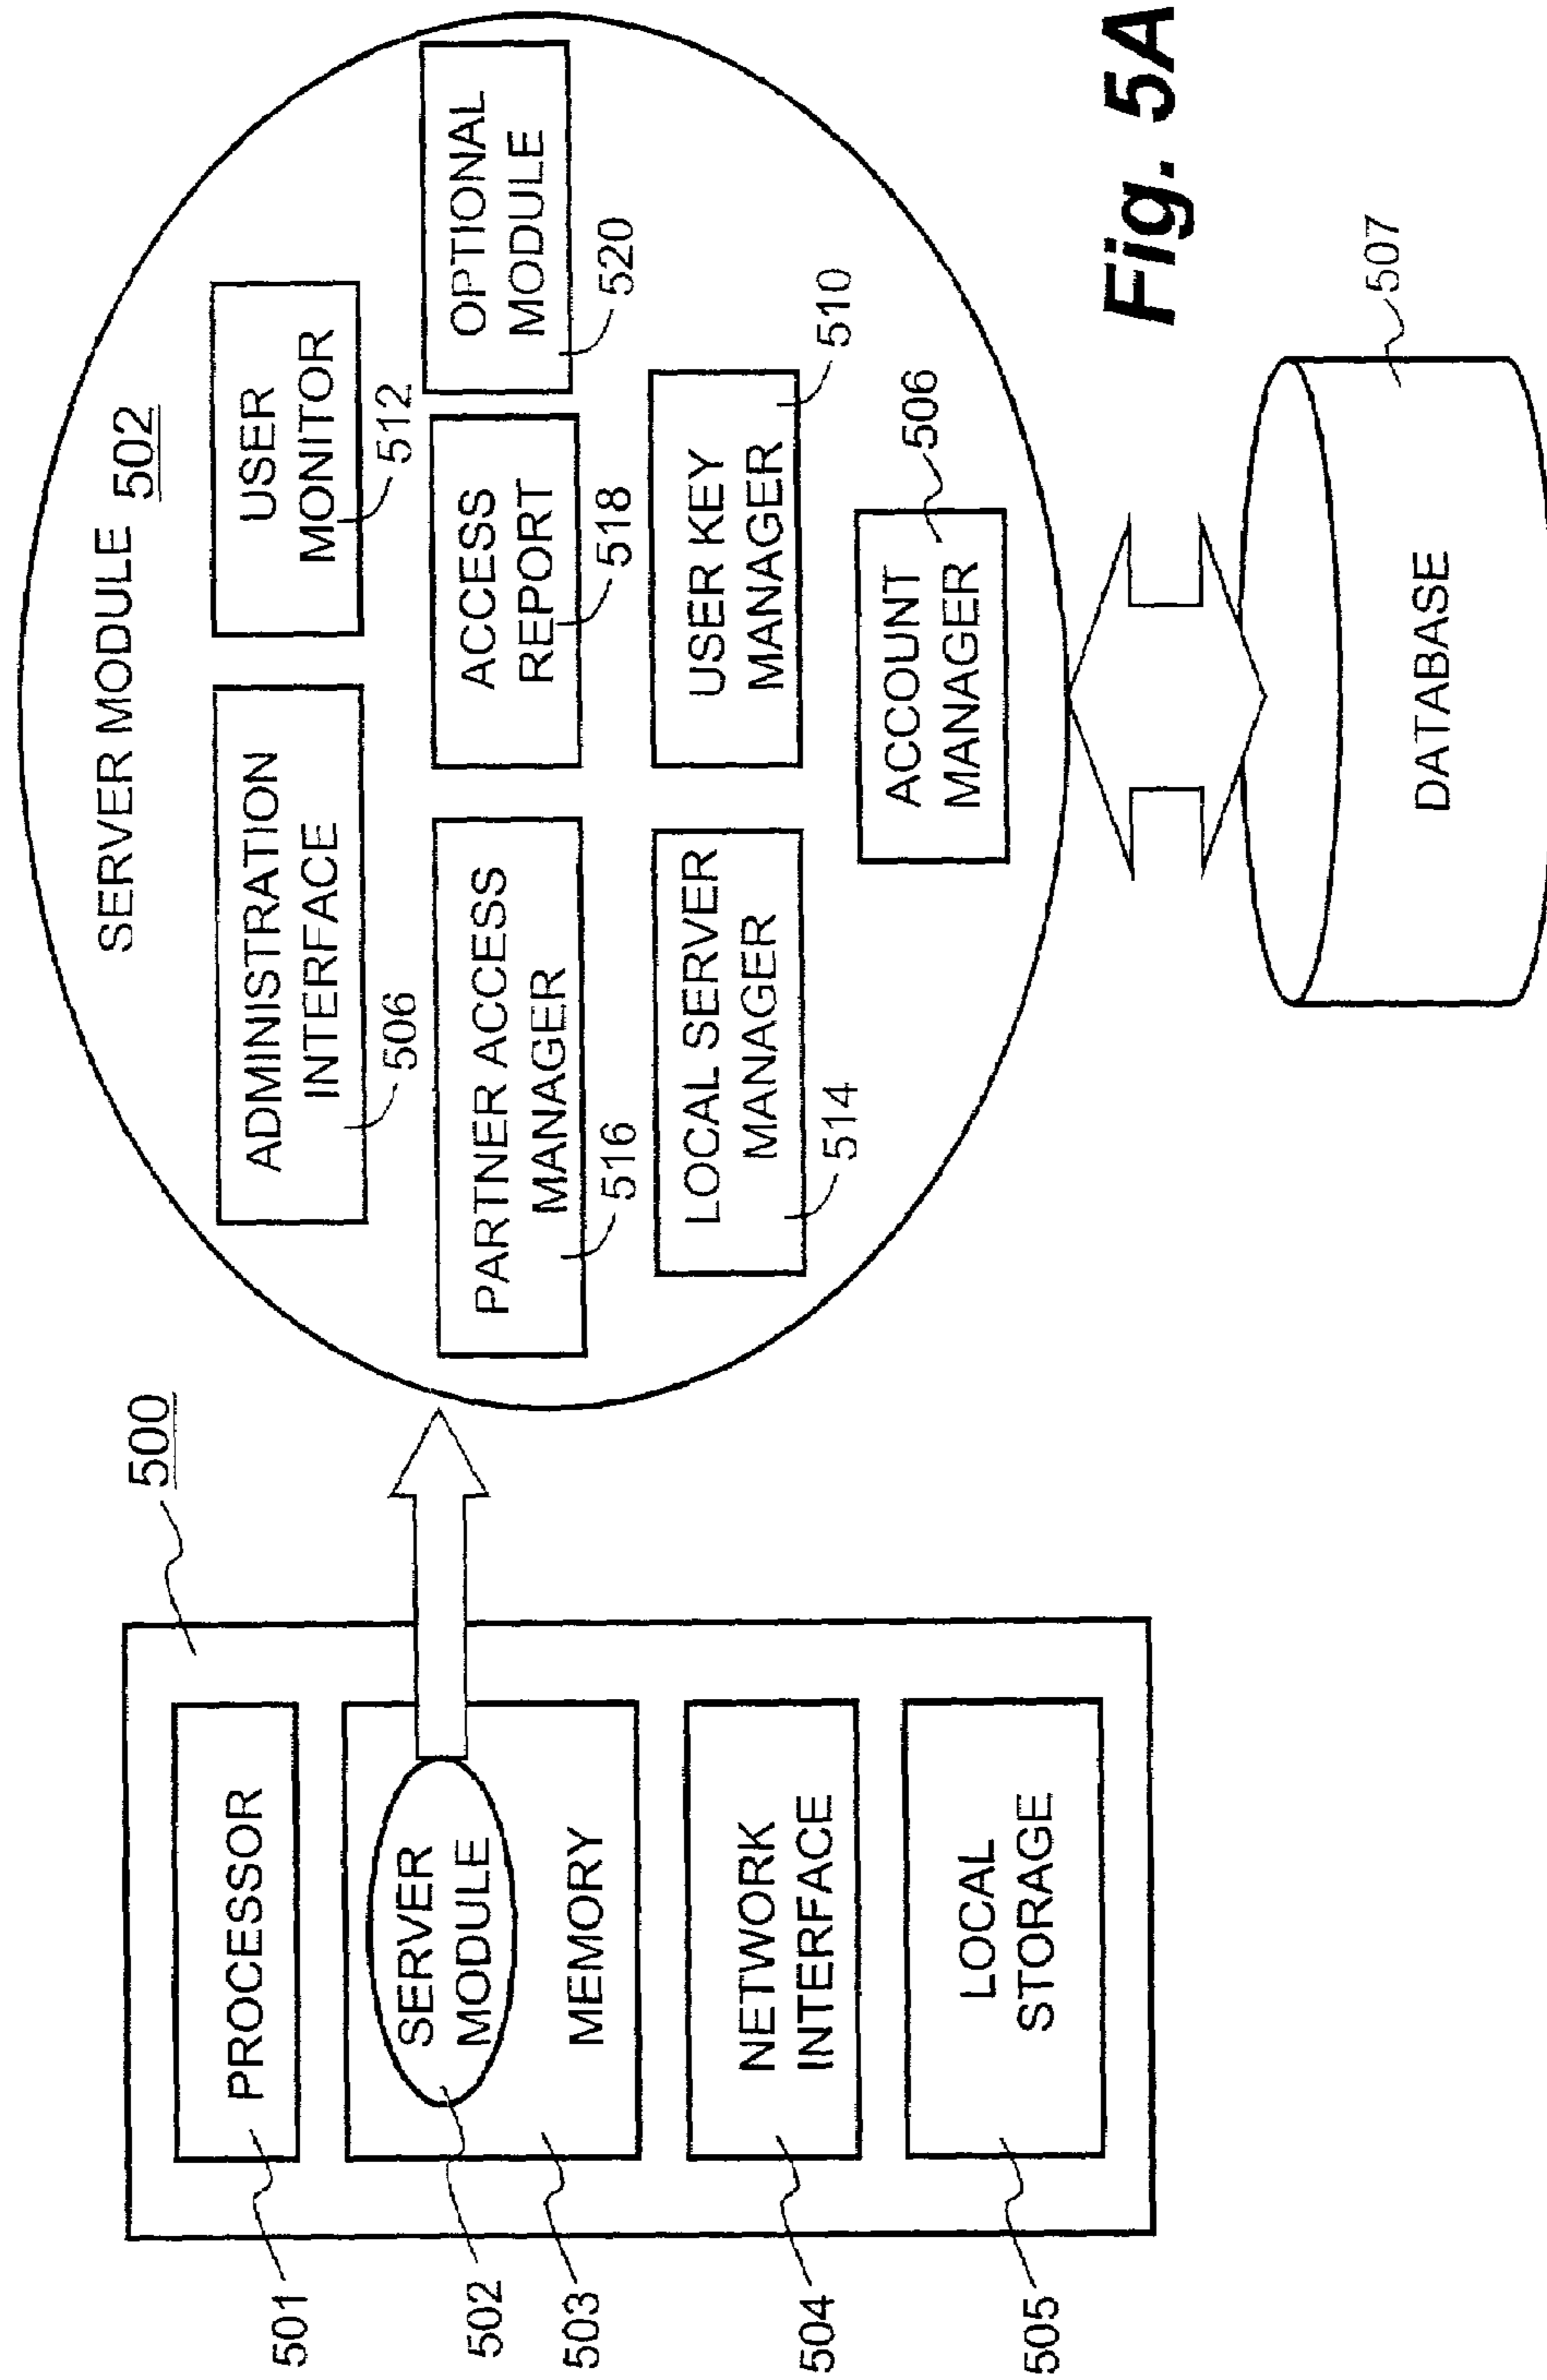 500
501
PROCESSOR
502
SERVER
MODULE
503
MEMORY
504
NETWORK
INTERFACE
505
LOCAL
STORAGE
SERVER MODULE 502
ADMINISTRATION
INTERFACE
506
USER
MONITOR
512
PARTNER ACCESS
MANAGER
516
ACCESS
REPORT
518
OPTIONAL
MODULE
520
LOCAL SERVER
MANAGER
514
USER KEY
MANAGER
510
ACCOUNT
MANAGER
506
DATABASE
507
Fig. 5A